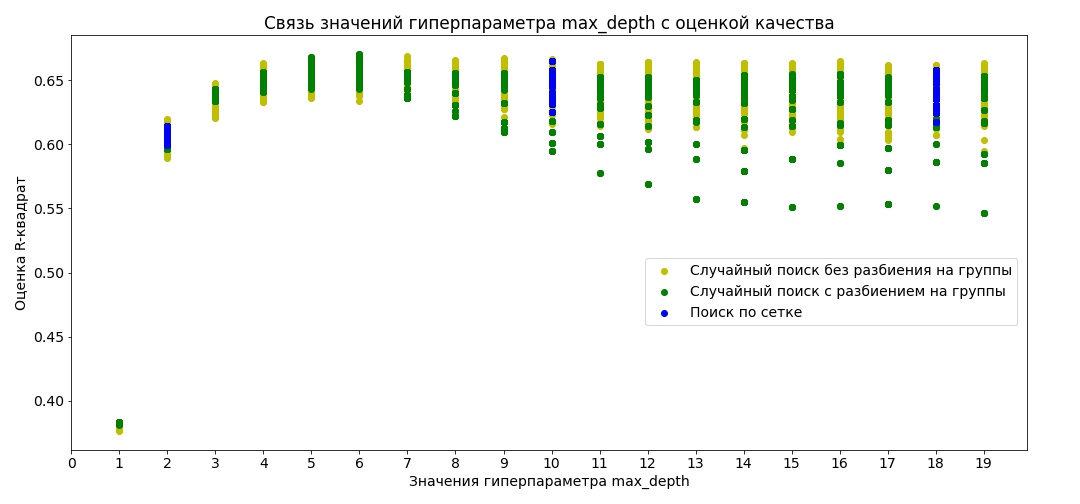 Связь значений гиперпараметра max_depth с оценкой качества
Оценка R-квадрат
0.65
0.60
0.55
0.50
0.45
0.40
Случайный поиск без разбиения на группы
Случайный поиск с разбиением на группы
Поиск по сетке
0 1 2 3 4 5 6 7 8 9 10 11 12 13 14 15 16 17 18 19
Значения гиперпараметра max_depth